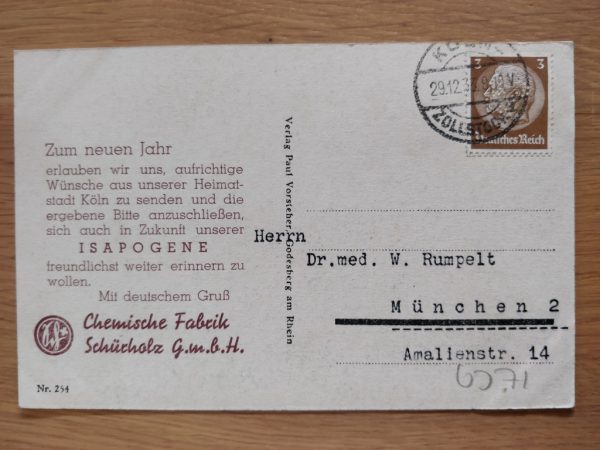 Zum neuen Jahr
erlauben wir uns, aufrichtige
Wünsche aus unserer Heimat-
stadt Köln zu senden und die
ergebene Bitte anzuschließen,
sich auch in Zukunft unserer
ISAPOGENE
freundlichst weiter erinnern zu
wollen.
Mit deutschem Gruß
Chemische Fabrik
Schürholz G.m.b.H.
Nr. 254
Verlag Paul Vorsteher, Godesberg am Rhein
3 3
Deutsches Reich
KÖLN
29.12.3
ZOLLSTOCK
Herrn
Dr.med. W. Rumpelt
München 2
Amalienstr. 14